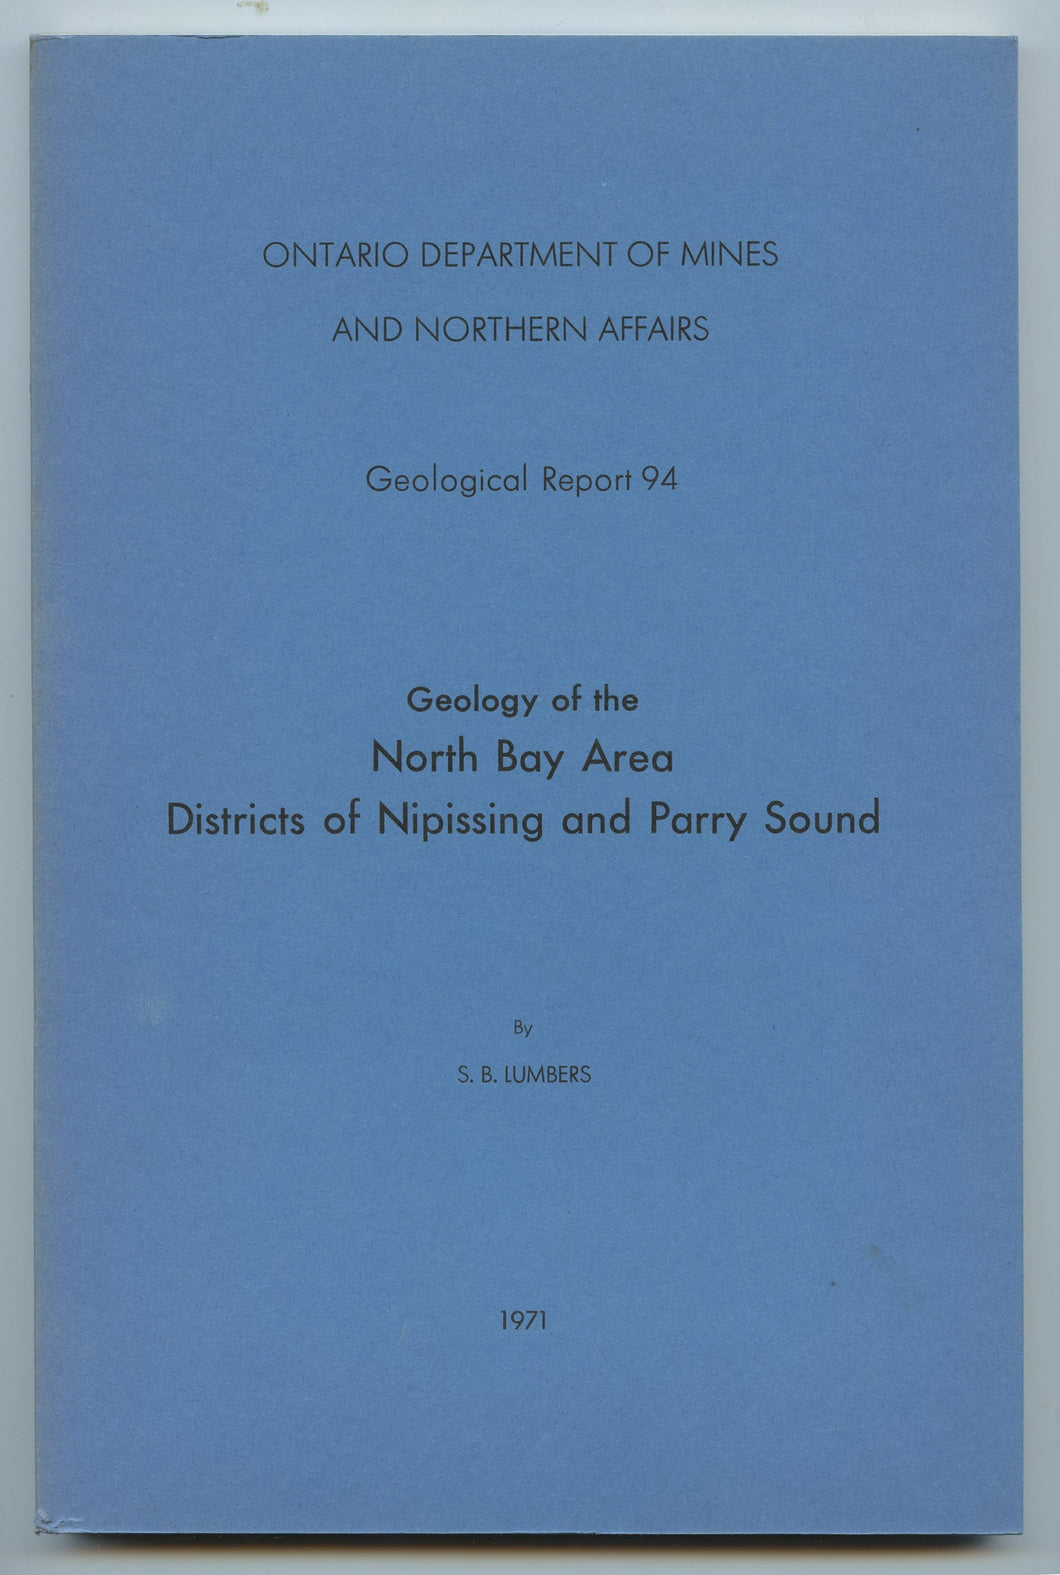 ONTARIO DEPARTMENT OF MINES
AND NORTHERN AFFAIRS
Geological Report 94
Geology of the
North Bay Area
Districts of Nipissing and Parry Sound
By
S. B. LUMBERS
1971